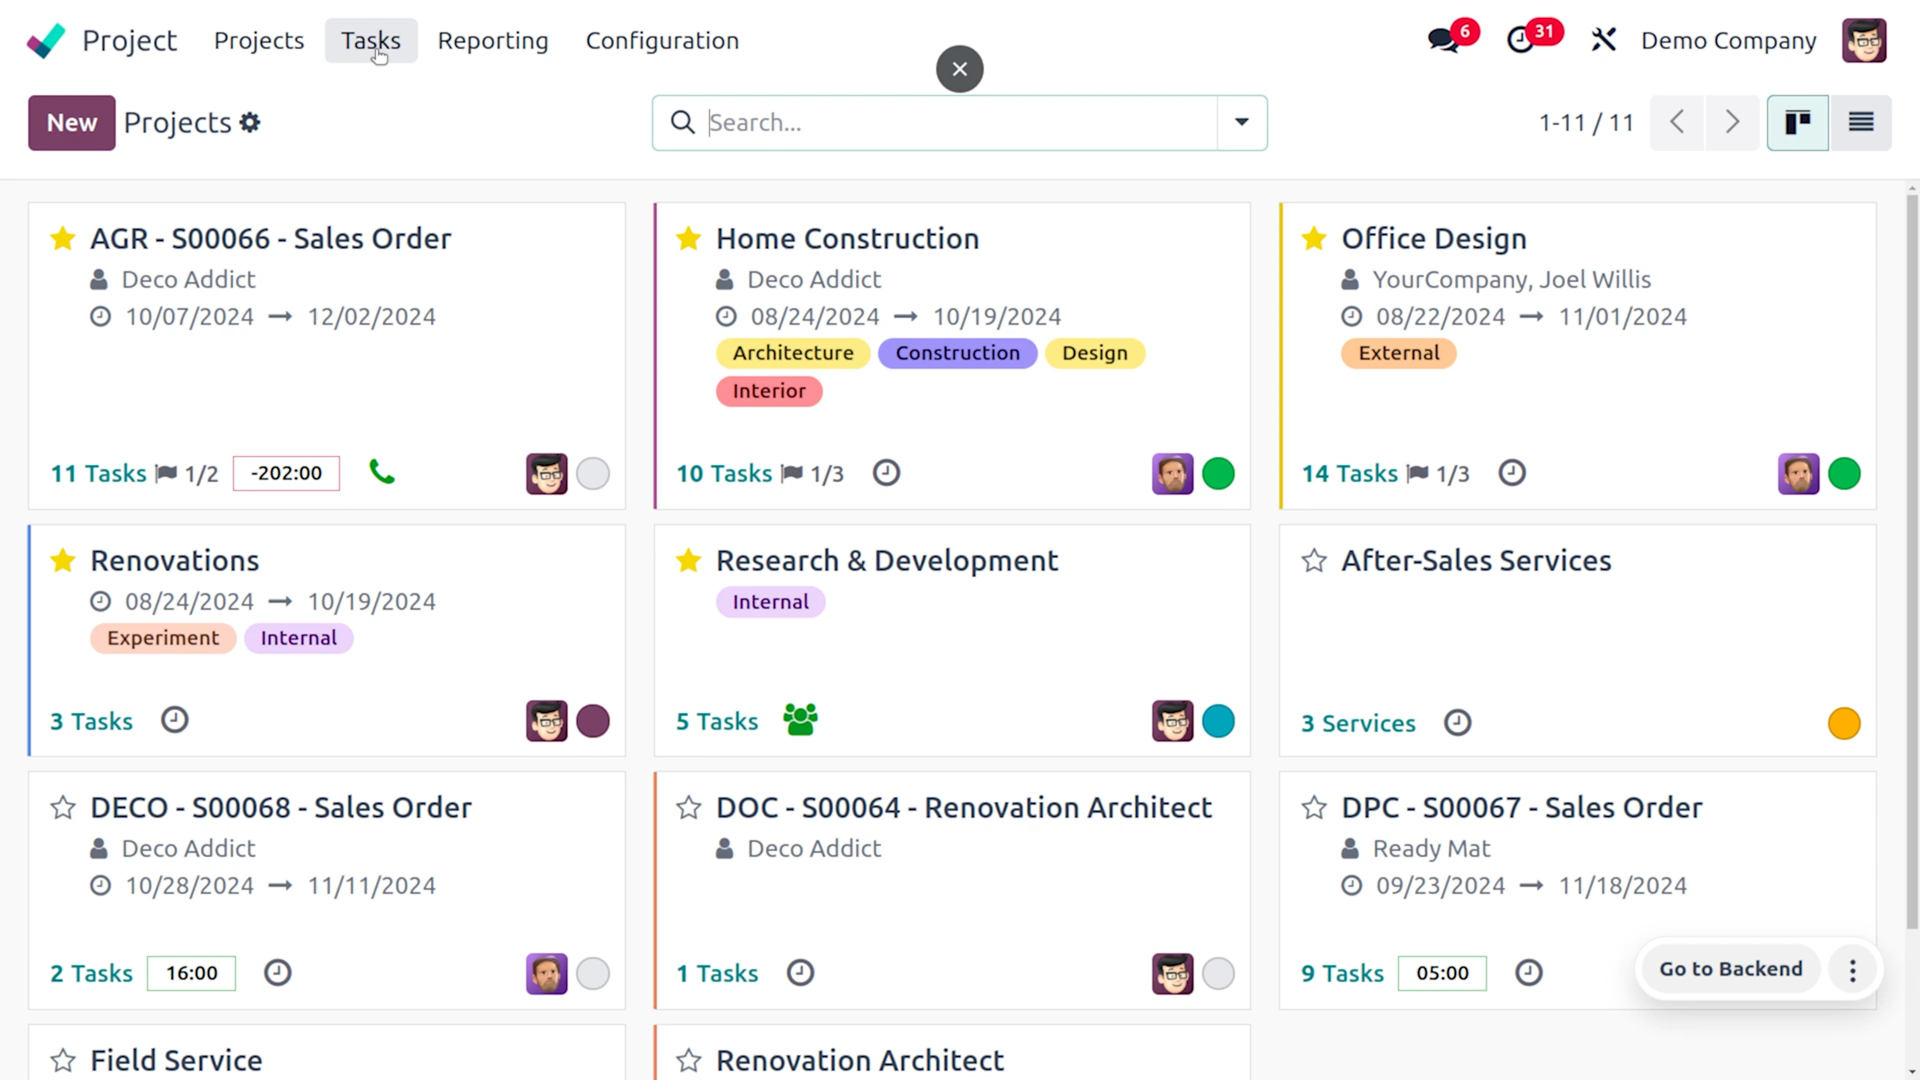 Project Projects Tasks Reporting Configuration 6 31 Demo Company
New Projects Search... 1-11 / 11
AGR - S00066 - Sales Order
Deco Addict
10/07/2024 → 12/02/2024
11 Tasks 1/2 -202:00
Home Construction
Deco Addict
08/24/2024 → 10/19/2024
Architecture Construction Design
Interior
10 Tasks 1/3
Office Design
YourCompany, Joel Willis
08/22/2024 → 11/01/2024
External
14 Tasks 1/3
Renovations
08/24/2024 → 10/19/2024
Experiment Internal
3 Tasks
Research & Development
Internal
5 Tasks
After-Sales Services
3 Services
DECO - S00068 - Sales Order
Deco Addict
10/28/2024 → 11/11/2024
2 Tasks 16:00
DOC - S00064 - Renovation Architect
Deco Addict
1 Tasks
DPC - S00067 - Sales Order
Ready Mat
09/23/2024 → 11/18/2024
9 Tasks 05:00
Go to Backend
Field Service
Renovation Architect